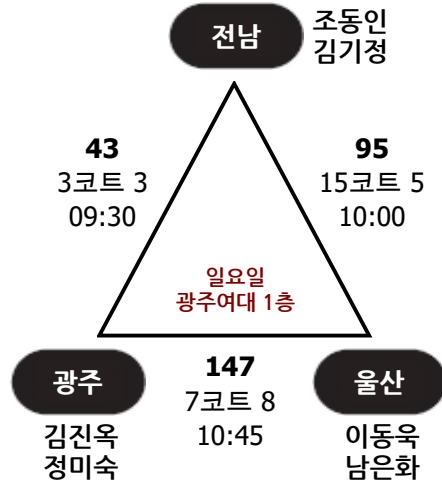 전남
조동인
김기정
43
3코트 3
09:30
95
15코트 5
10:00
일요일
광주여대 1층
광주
김진옥
정미숙
147
7코트 8
10:45
울산
이동욱
남은화